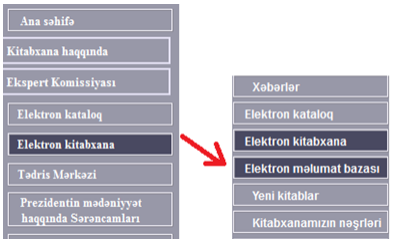 Ana səhifə
Kitabxana haqqında
Ekspert Komissiyası
Elektron kataloq
Elektron kitabxana
Tədris Mərkəzi
Prezidentin mədəniyyət
haqqında Sərəncamları
Xəbərlər
Elektron kataloq
Elektron kitabxana
Elektron məlumat bazası
Yeni kitablar
Kitabxanamızın nəşrləri